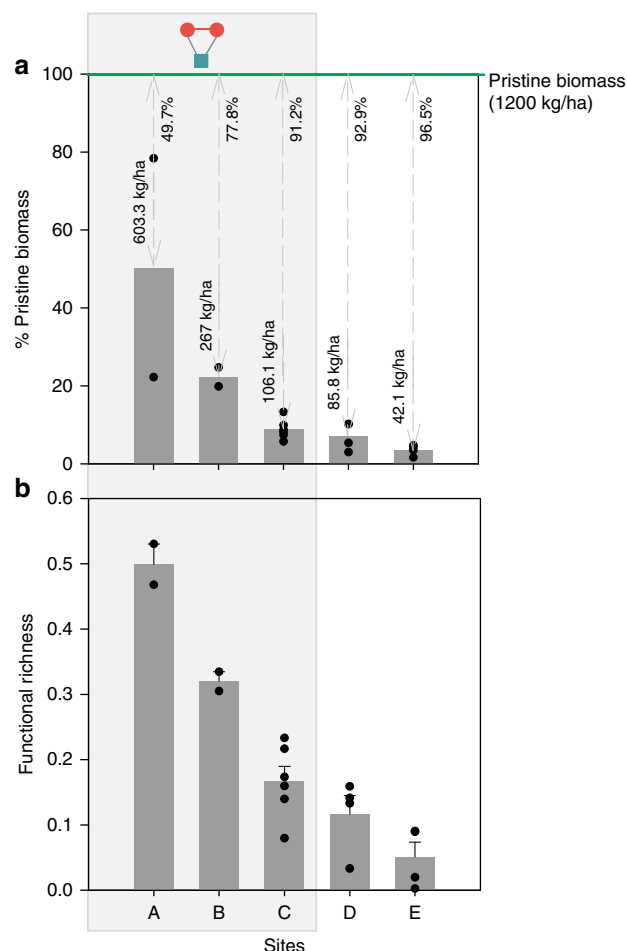 a
100
80
60
40
20
0
% Pristine biomass
Pristine biomass
(1200 kg/ha)
49.7%
77.8%
91.2%
92.9%
96.5%
603.3 kg/ha
267 kg/ha
106.1 kg/ha
85.8 kg/ha
42.1 kg/ha
b
0.6
0.5
0.4
0.3
0.2
0.1
0.0
Functional richness
A B C D E
Sites